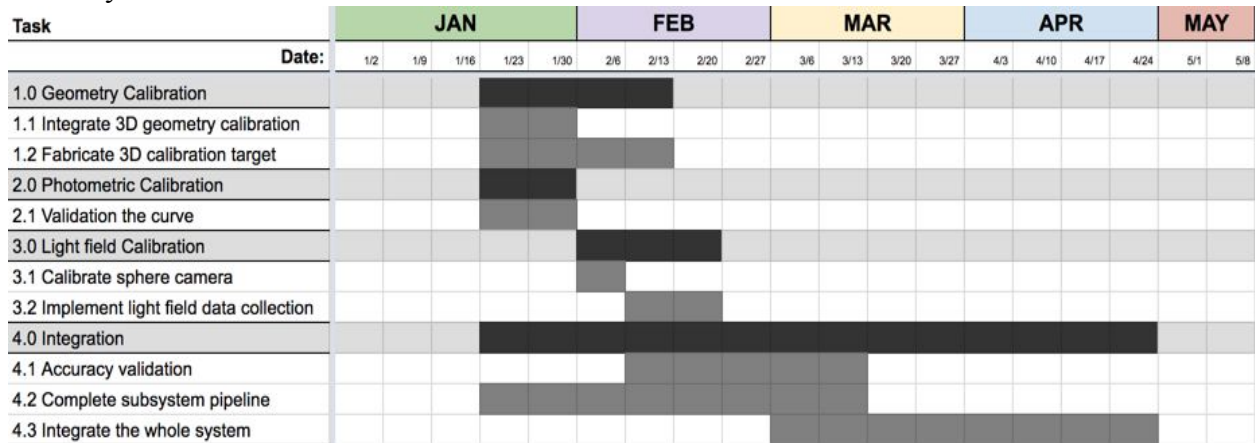 Task JAN FEB MAR APR MAY
Date: 1/2 1/9 1/16 1/23 1/30 2/6 2/13 2/20 2/27 3/6 3/13 3/20 3/27 4/3 4/10 4/17 4/24 5/1 5/8
1.0 Geometry Calibration
1.1 Integrate 3D geometry calibration
1.2 Fabricate 3D calibration target
2.0 Photometric Calibration
2.1 Validation the curve
3.0 Light field Calibration
3.1 Calibrate sphere camera
3.2 Implement light field data collection
4.0 Integration
4.1 Accuracy validation
4.2 Complete subsystem pipeline
4.3 Integrate the whole system